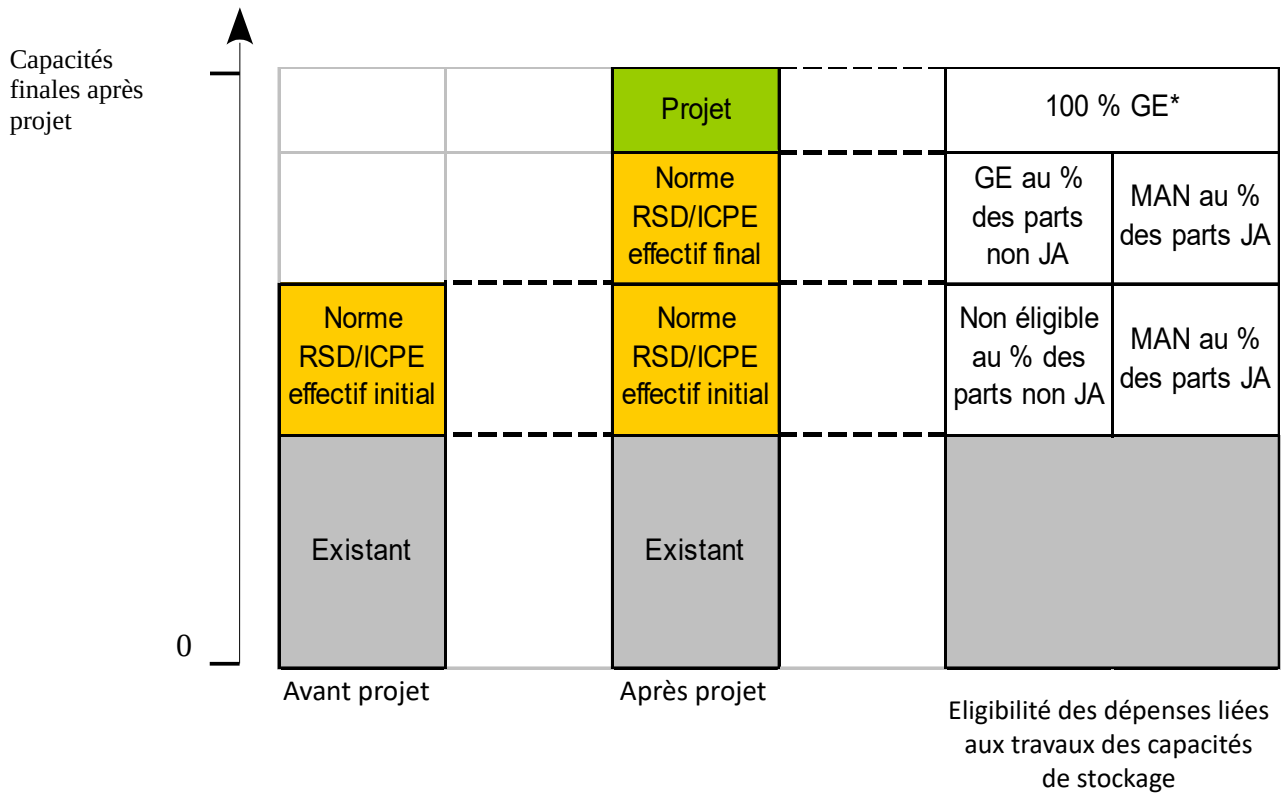 Capacités
finales après
projet
Projet
100 % GE*
Norme
RSD/ICPE
effectif final
GE au %
des parts
non JA
MAN au %
des parts JA
Norme
RSD/ICPE
effectif initial
Norme
RSD/ICPE
effectif initial
Non éligible
au % des
parts non JA
MAN au %
des parts JA
Existant
Existant
0
Avant projet
Après projet
Eligibilité des dépenses liées
aux travaux des capacités
de stockage